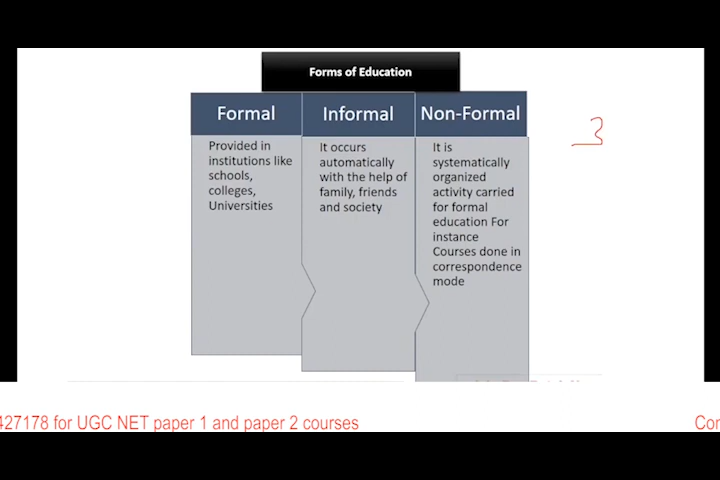 Forms of Education
Formal
Provided in
institutions like
schools,
colleges,
Universities
Informal
It occurs
automatically
with the help of
family, friends
and society
Non-Formal
It is
systematically
organized
activity carried
for formal
education For
instance
Courses done in
correspondence
mode
3
427178 for UGC NET paper 1 and paper 2 courses
Con